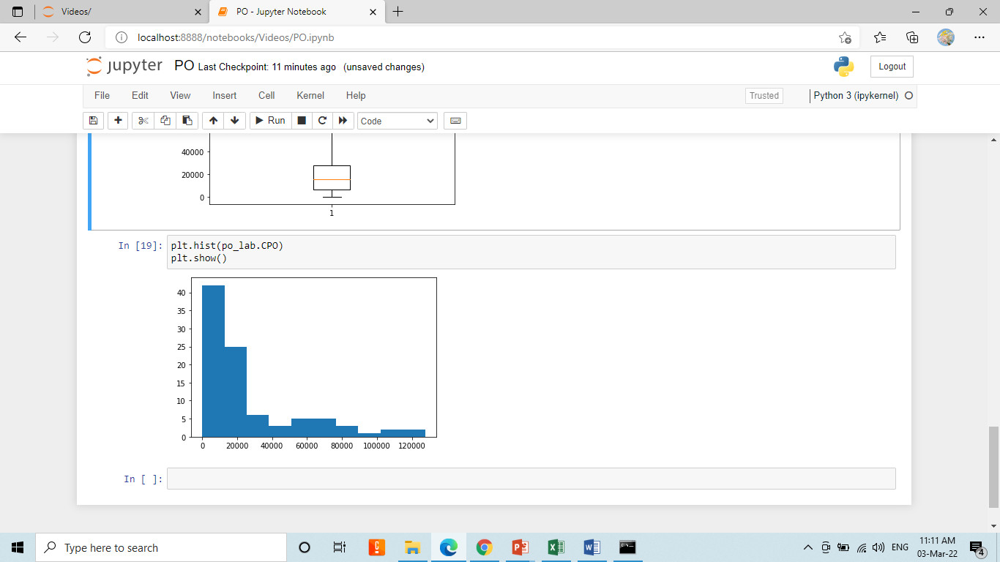 Videos/
PO - Jupyter Notebook
localhost:8888/notebooks/Videos/PO.ipynb
jupyter PO Last Checkpoint: 11 minutes ago (unsaved changes)
Logout
File Edit View Insert Cell Kernel Help
Trusted
Python 3 (ipykernel)
Run
Code
40000
20000
0
1
In [19]:
plt.hist(po_lab.CPO)
plt.show()
40
35
30
25
20
15
10
5
0
0 20000 40000 60000 80000 100000 120000
In [ ]:
Type here to search
ENG
11:11 AM
03-Mar-22
4